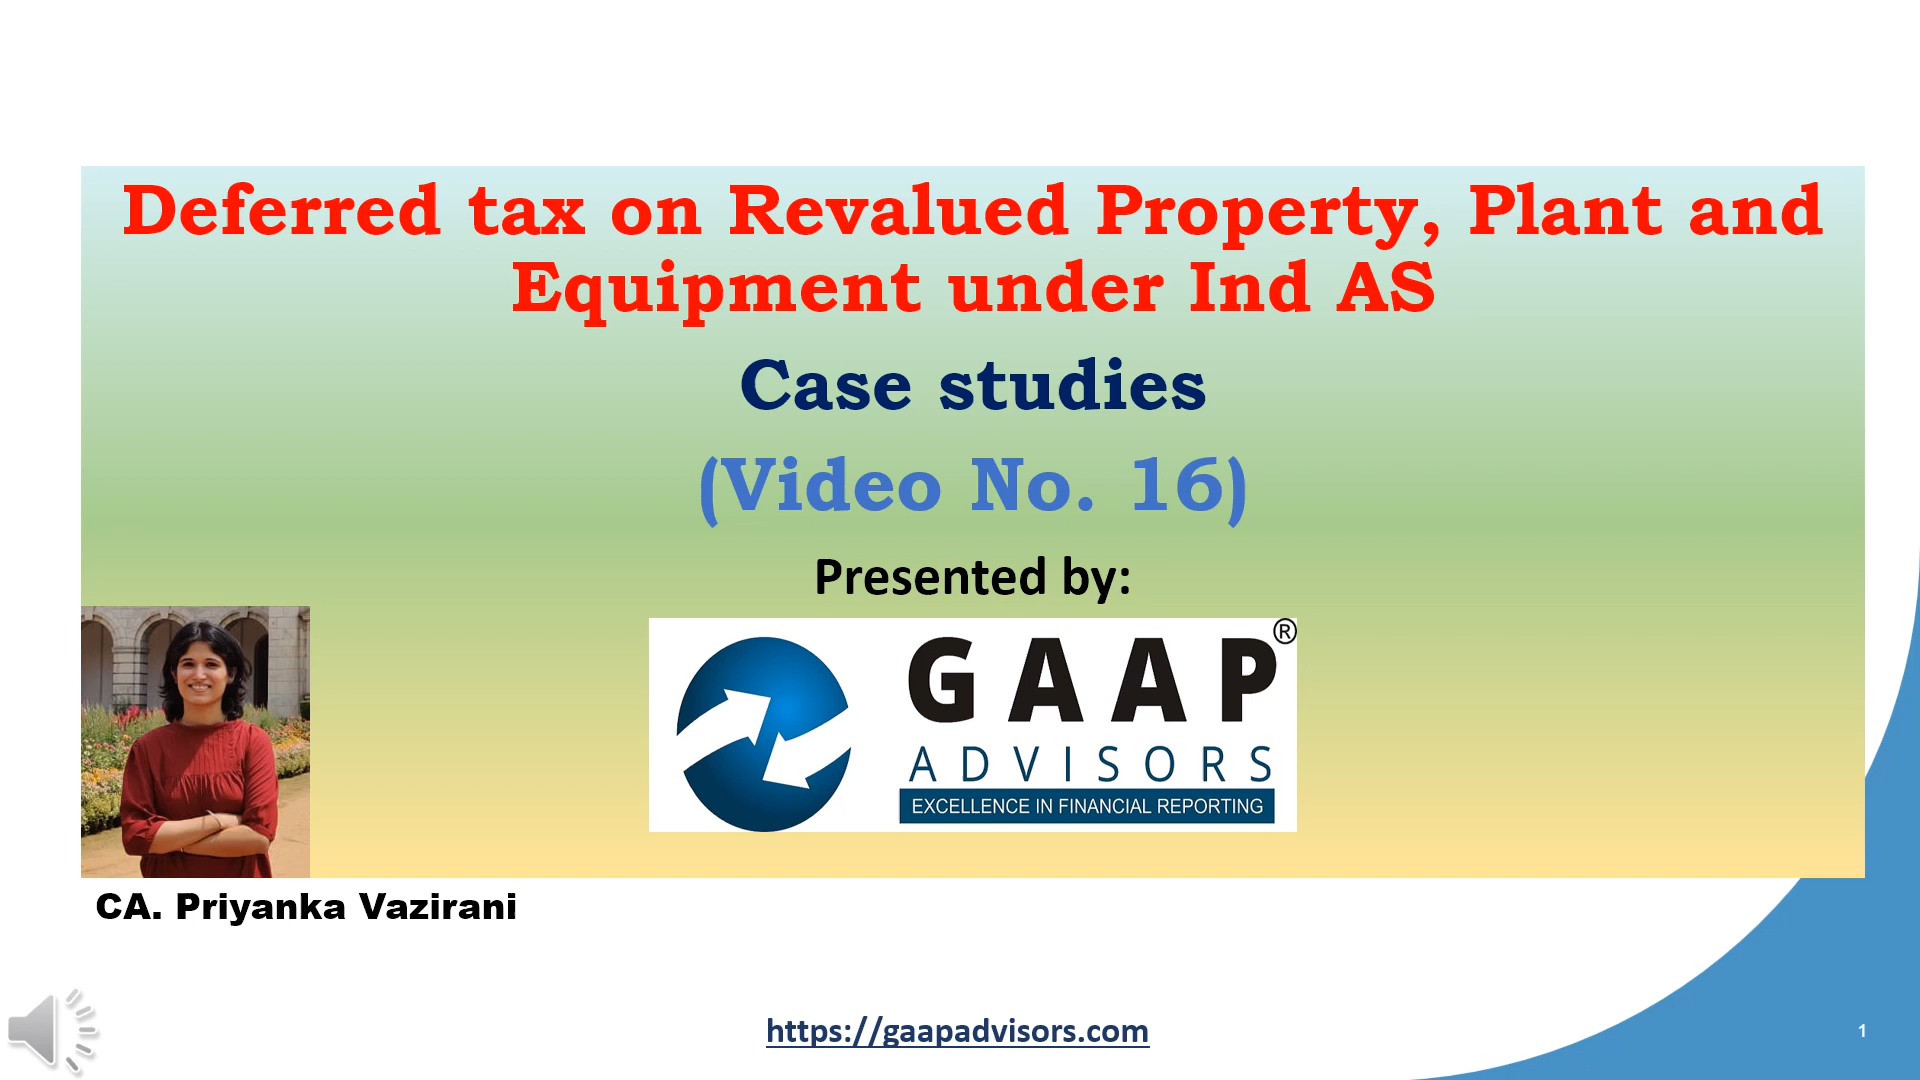 Deferred tax on Revalued Property, Plant and
Equipment under Ind AS
Case studies
(Video No. 16)
Presented by:
GAAP®
ADVISORS
EXCELLENCE IN FINANCIAL REPORTING
CA. Priyanka Vazirani
https://gaapadvisors.com
1